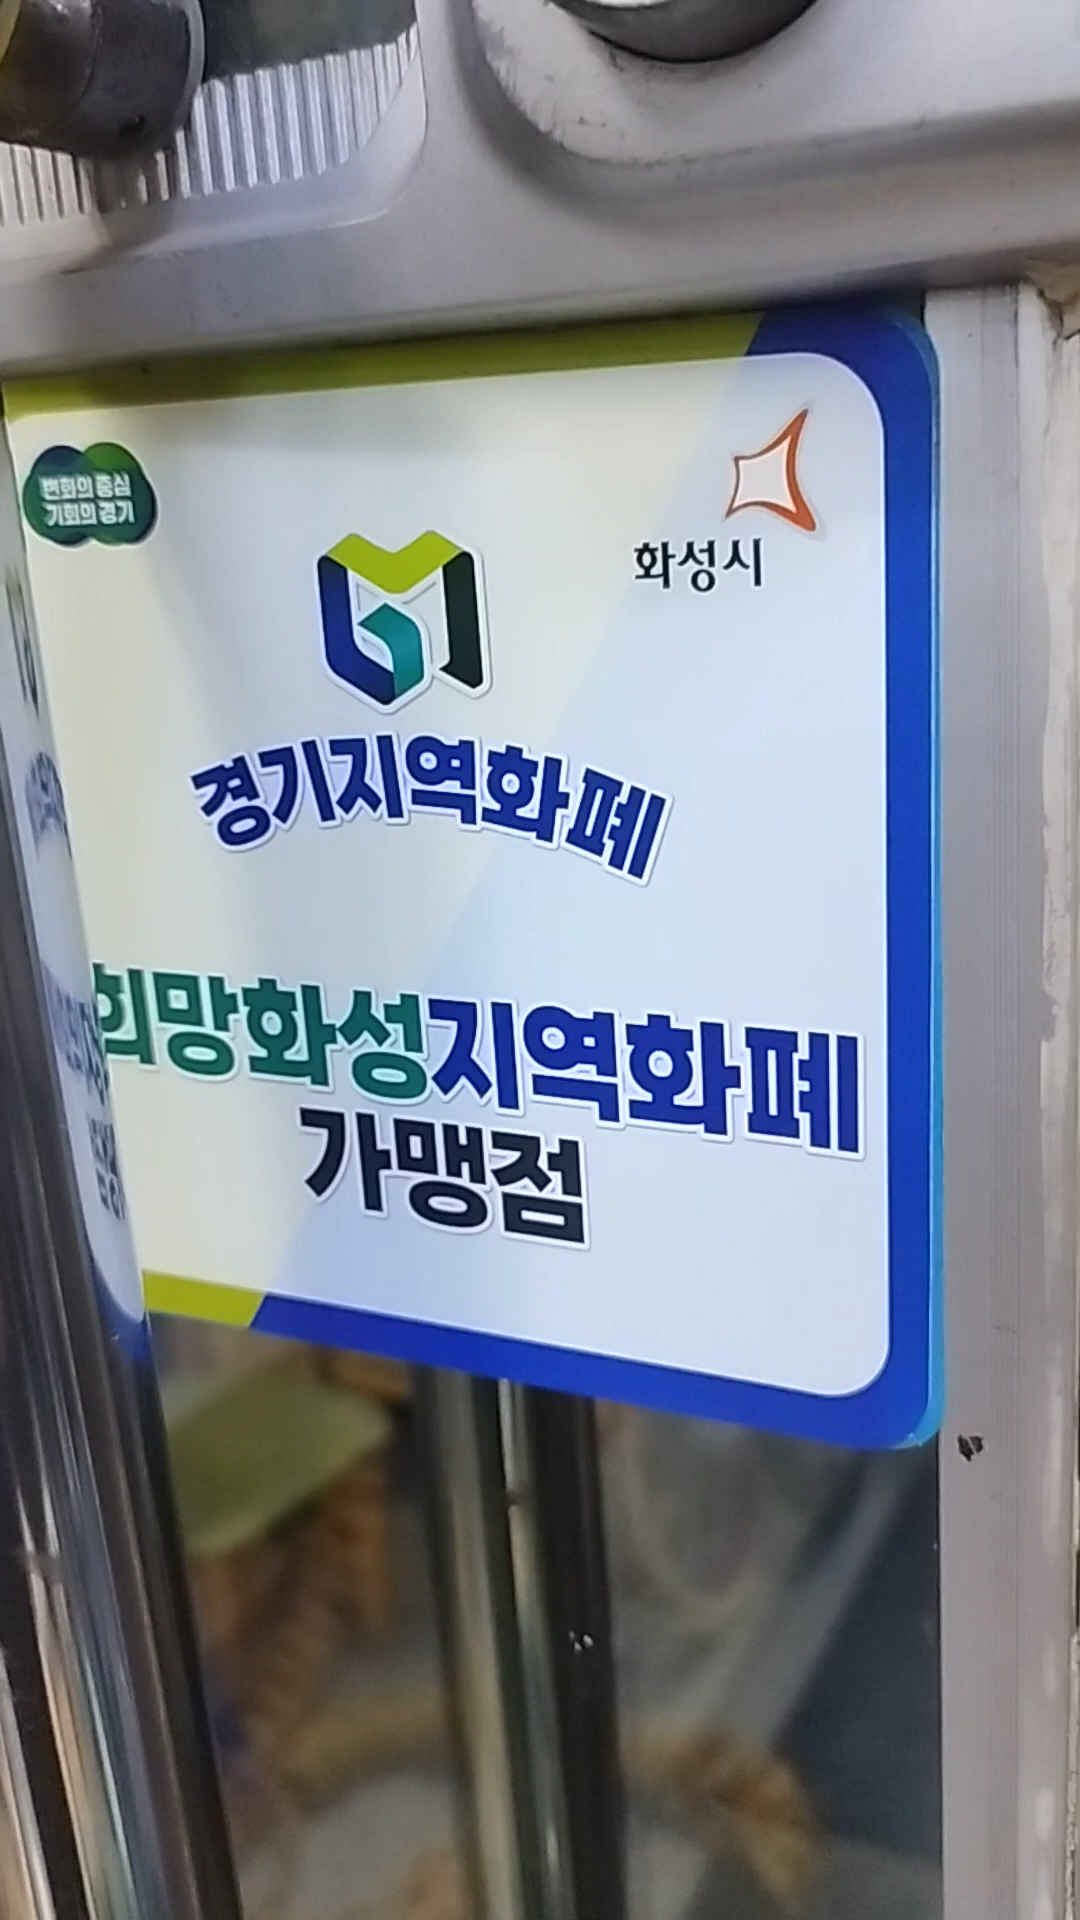 변화의 중심
기회의 경기
화성시
경기지역화폐
희망화성지역화폐
가맹점